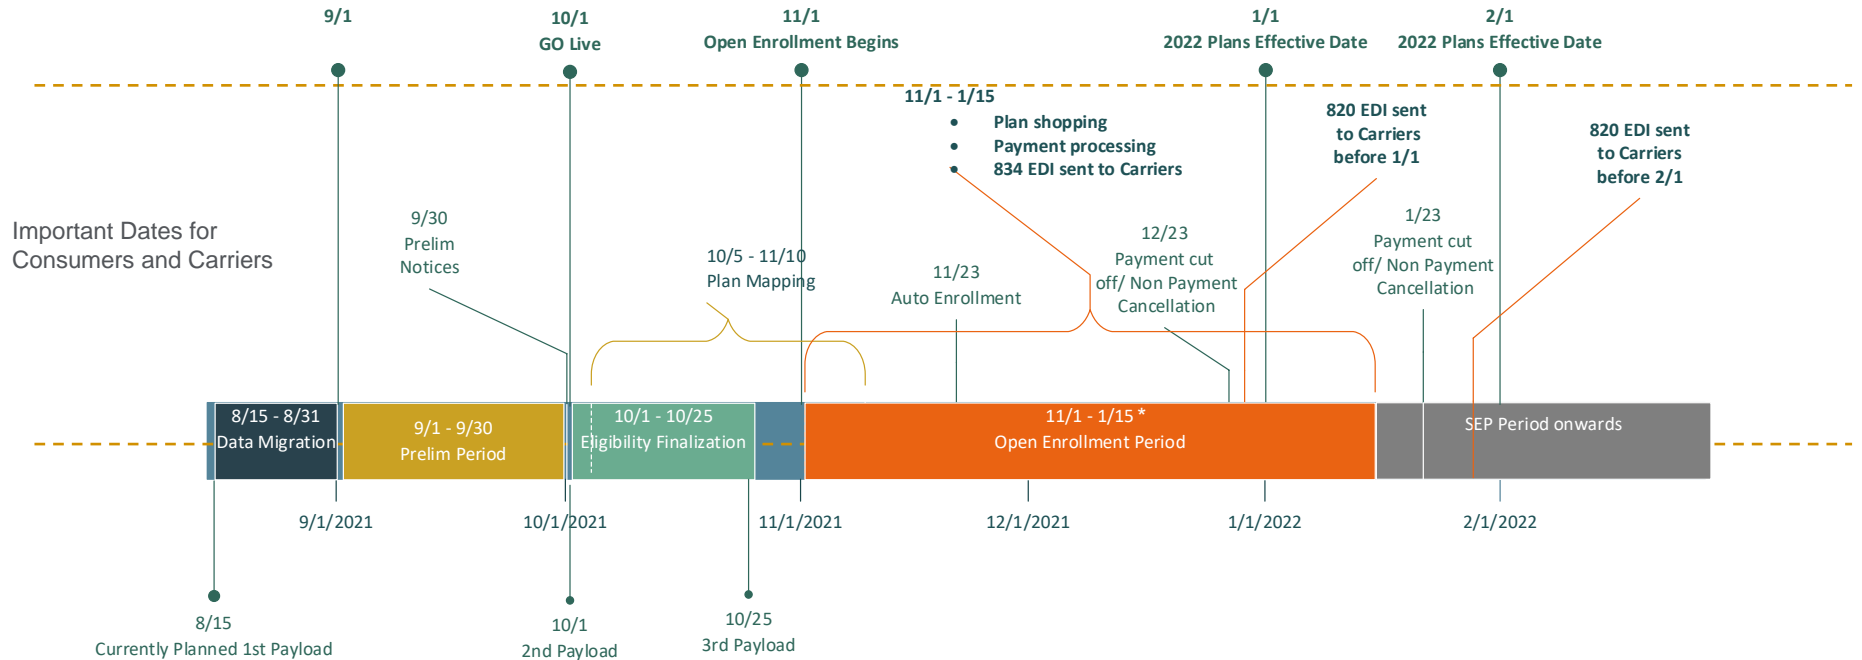 9/1
10/1
GO Live
11/1
Open Enrollment Begins
1/1
2022 Plans Effective Date
2/1
2022 Plans Effective Date
11/1 - 1/15
• Plan shopping
• Payment processing
• 834 EDI sent to Carriers
820 EDI sent
to Carriers
before 1/1
820 EDI sent
to Carriers
before 2/1
Important Dates for
Consumers and Carriers
9/30
Prelim
Notices
10/5 - 11/10
Plan Mapping
11/23
Auto Enrollment
12/23
Payment cut
off/ Non Payment
Cancellation
1/23
Payment cut
off/ Non Payment
Cancellation
8/15 - 8/31
Data Migration
9/1 - 9/30
Prelim Period
10/1 - 10/25
Eligibility Finalization
11/1 - 1/15 *
Open Enrollment Period
SEP Period onwards
9/1/2021
10/1/2021
11/1/2021
12/1/2021
1/1/2022
2/1/2022
8/15
Currently Planned 1st Payload
10/1
2nd Payload
10/25
3rd Payload